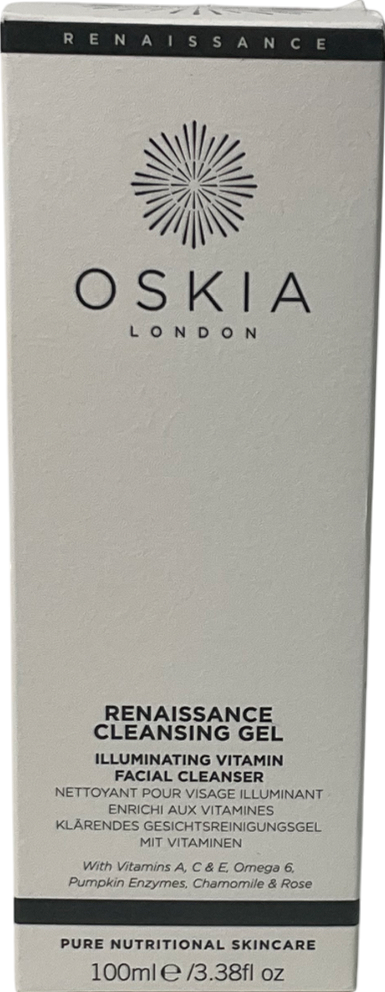 RENAISSANCE
OSKIA
LONDON
RENAISSANCE
CLEANSING GEL
ILLUMINATING VITAMIN
FACIAL CLEANSER
NETTOYANT POUR VISAGE ILLUMINANT
ENRICHI AUX VITAMINES
KLÄRENDES GESICHTSREINIGUNGSGEL
MIT VITAMINEN
With Vitamins A, C & E, Omega 6,
Pumpkin Enzymes, Chamomile & Rose
PURE NUTRITIONAL SKINCARE
100ml℮/3.38fl oz